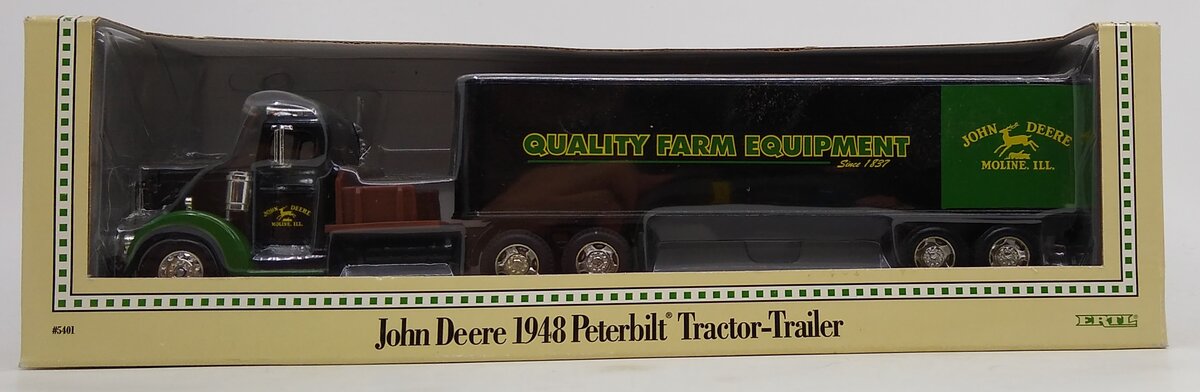 QUALITY FARM EQUIPMENT
Since 1837
JOHN DEERE
MOLINE, ILL.
JOHN DEERE
MOLINE, ILL.
#5401
John Deere 1948 Peterbilt® Tractor-Trailer
ERTL®